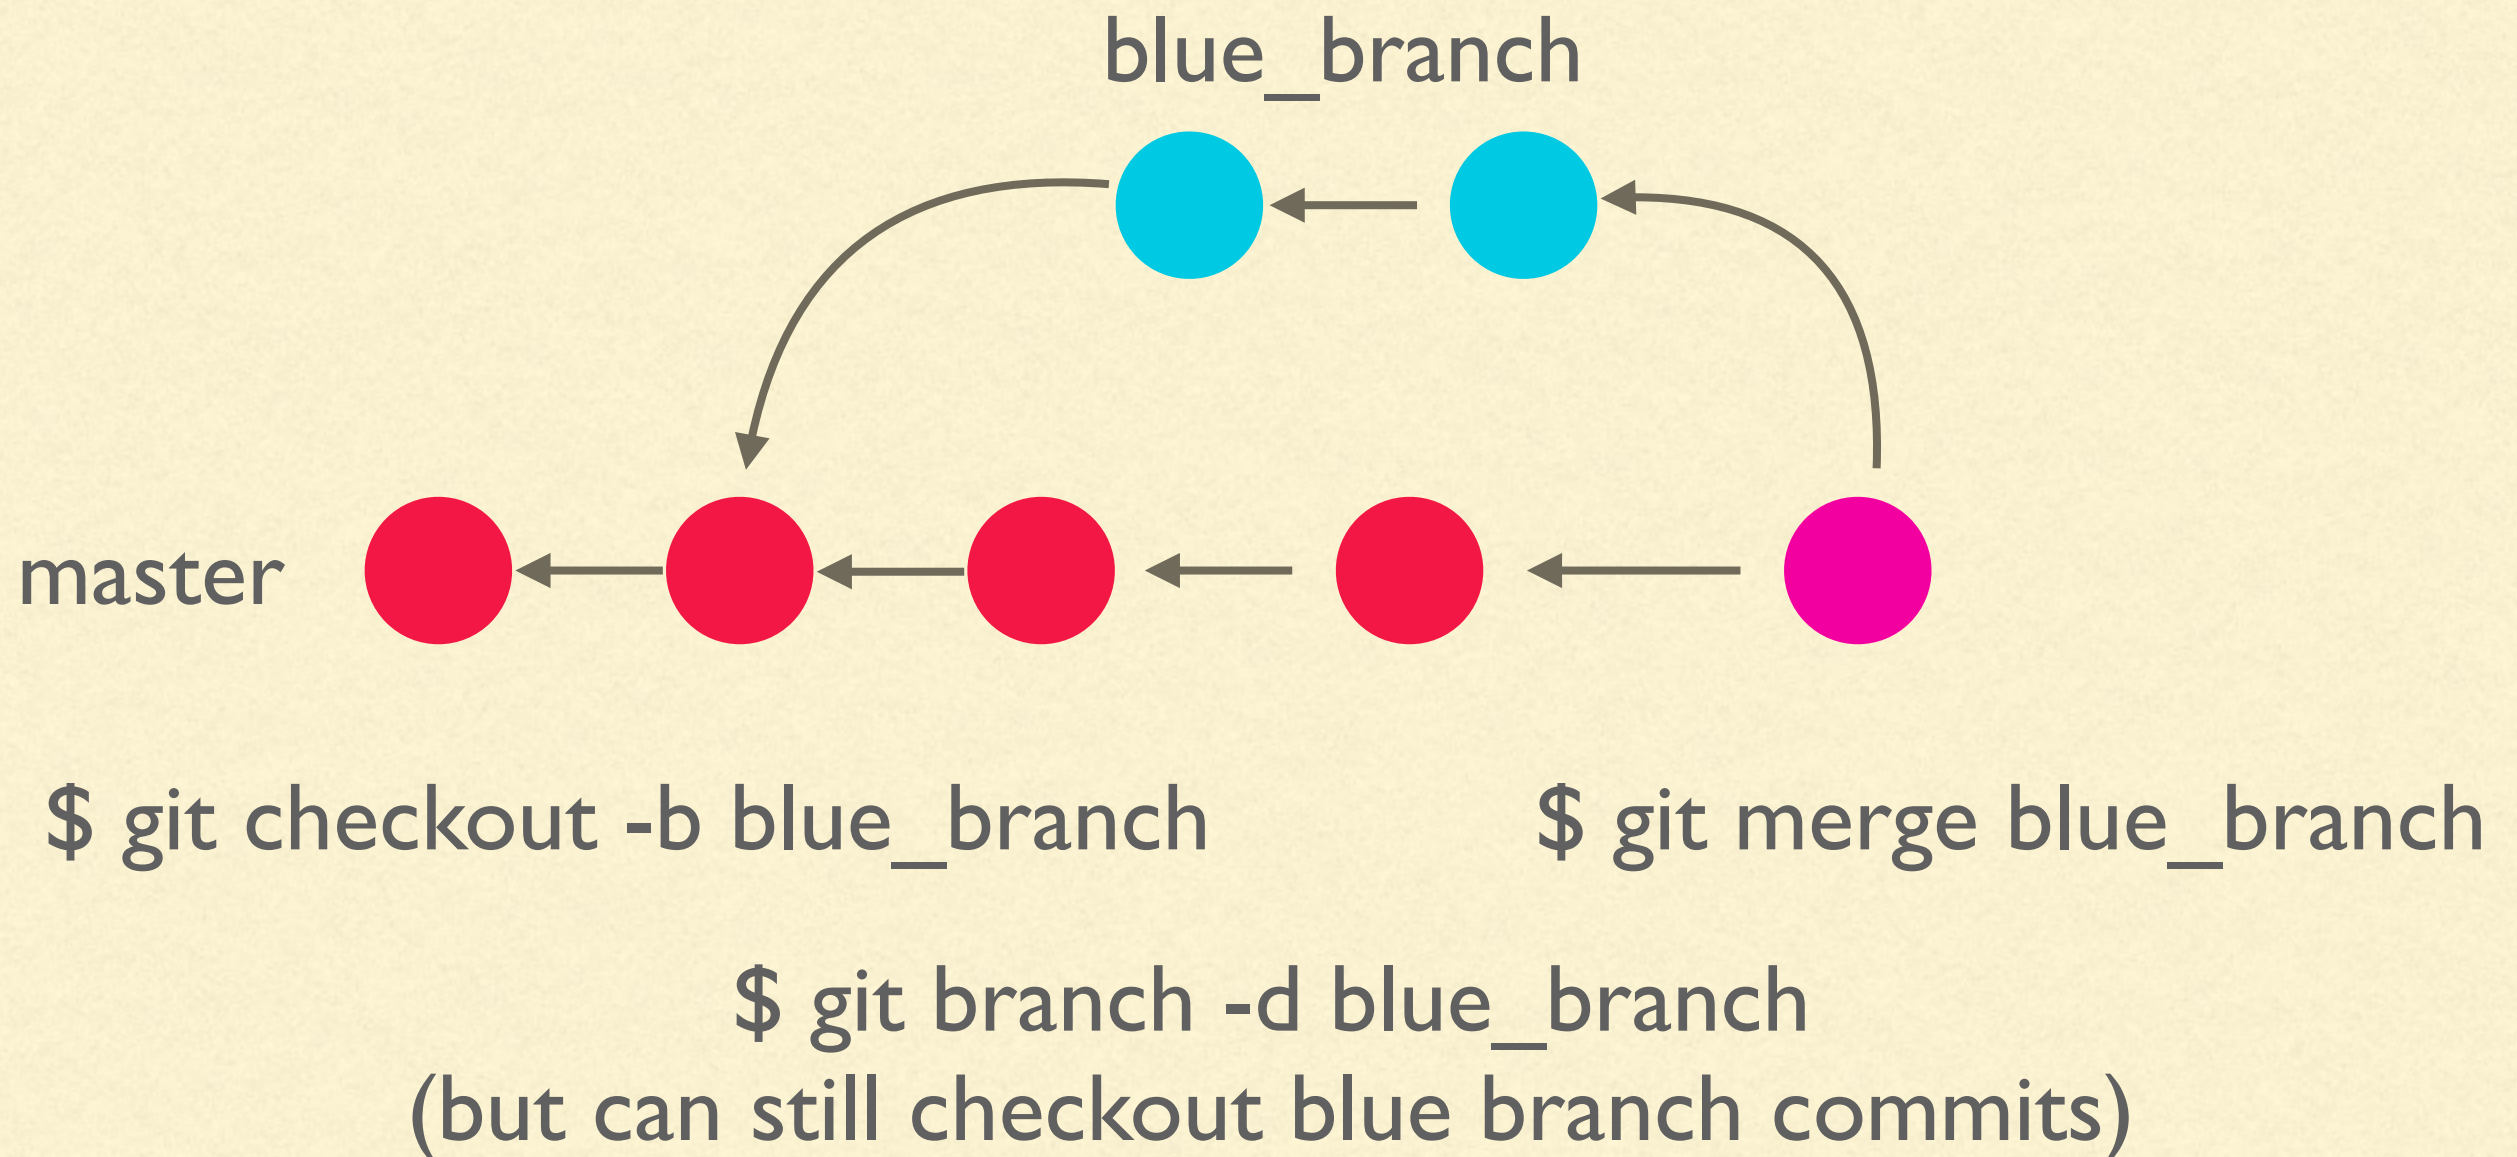 blue_branch
master
$ git checkout -b blue_branch
$ git merge blue_branch
$ git branch -d blue_branch
(but can still checkout blue branch commits)